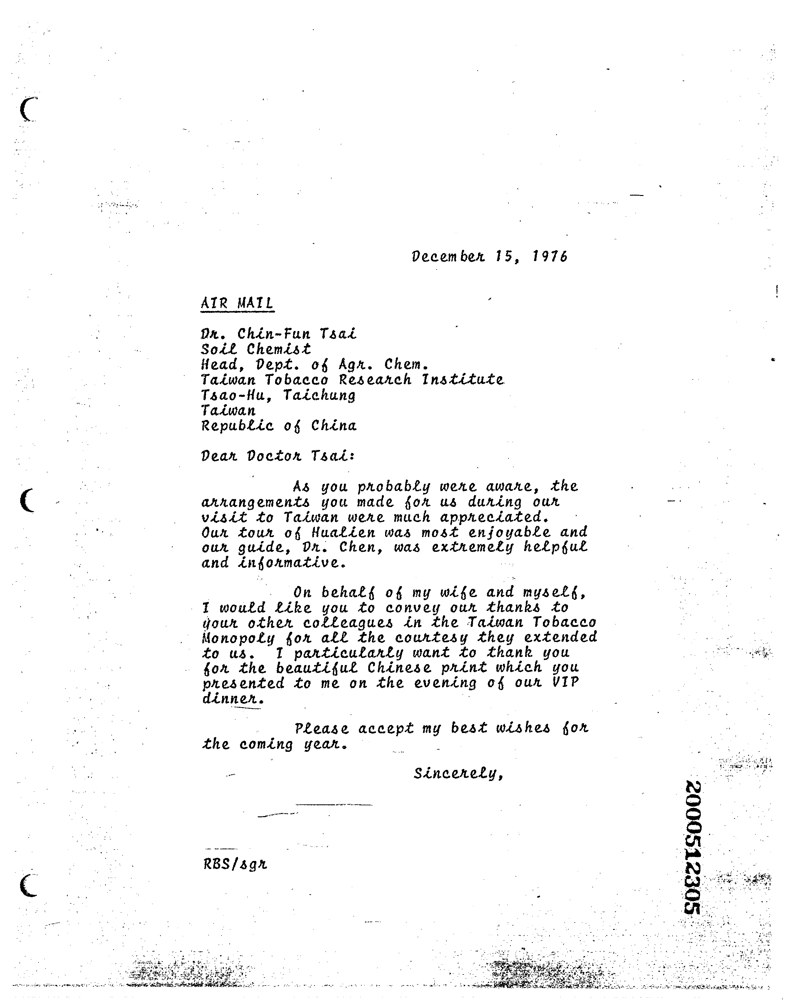 December 15, 1976
AIR MAIL
Dr. Chin-Fun Tsai
Soil Chemist
Head, Dept. of Agr. Chem.
Taiwan Tobacco Research Institute
Tsao-Hu, Taichung
Taiwan
Republic of China
Dear Doctor Tsai:
As you probably were aware, the
arrangements you made for us during our
visit to Taiwan were much appreciated.
Our tour of Hualien was most enjoyable and
our guide, Dr. Chen, was extremely helpful
and informative.
On behalf of my wife and myself,
I would like you to convey our thanks to
your other colleagues in the Taiwan Tobacco
Monopoly for all the courtesy they extended
to us. I particularly want to thank you
for the beautiful Chinese print which you
presented to me on the evening of our VIP
dinner.
Please accept my best wishes for
the coming year.
Sincerely,
RBS/sgr
2000512305